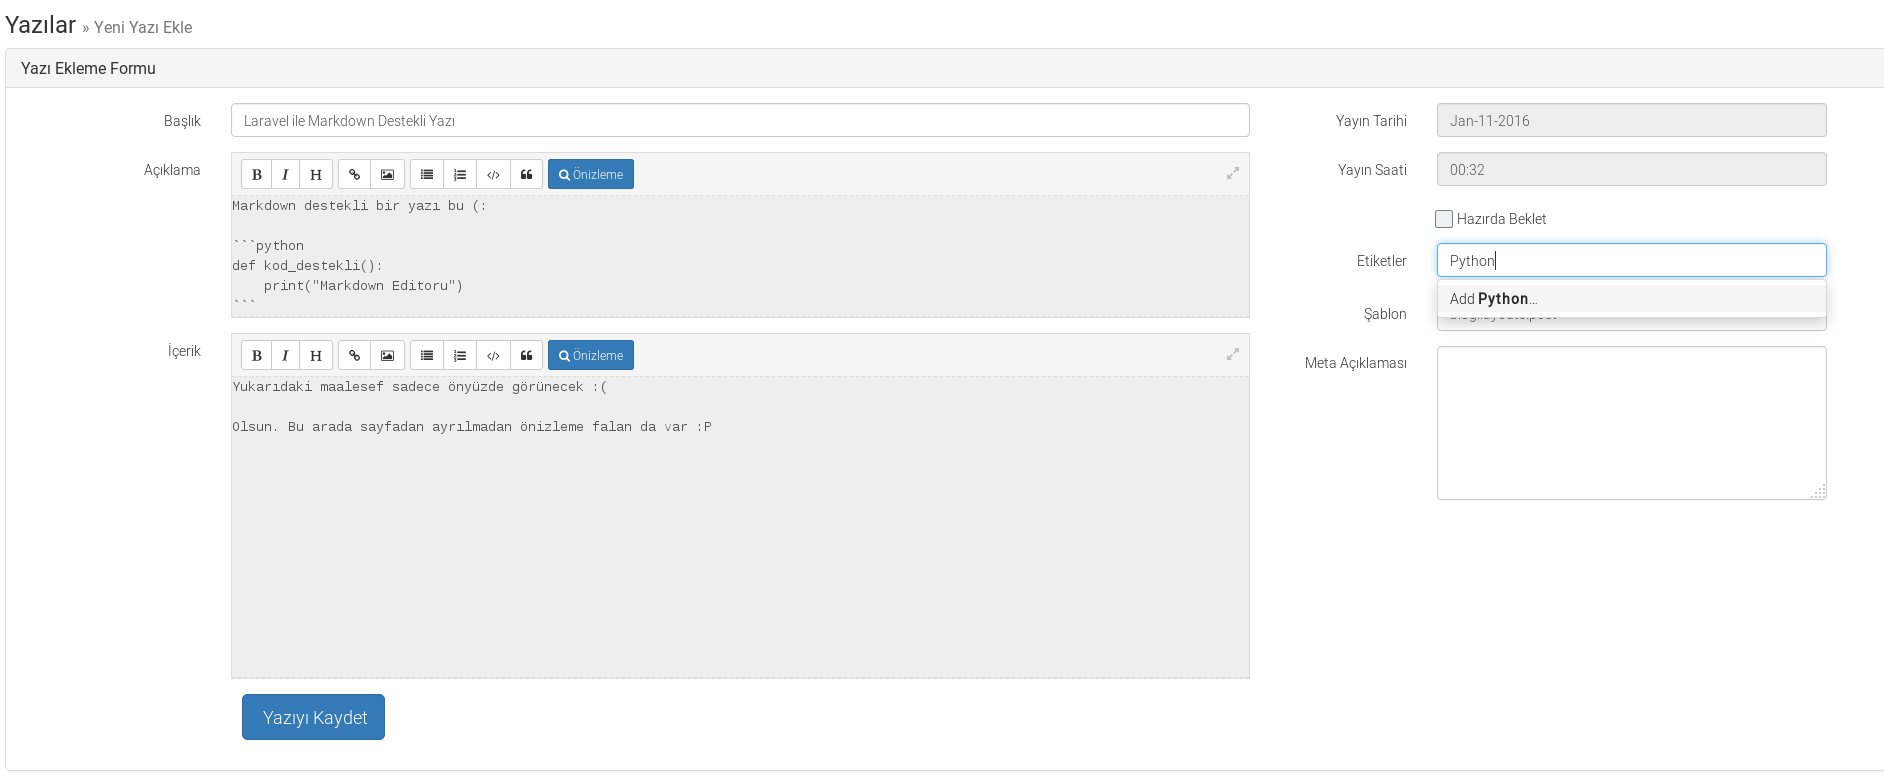 Yazılar » Yeni Yazı Ekle
Yazı Ekleme Formu
Başlık
Laravel ile Markdown Destekli Yazı
Açıklama
B I H Önizleme
Markdown destekli bir yazı bu (:
```python
def kod_destekli():
    print("Markdown Editoru")
```
İçerik
B I H Önizleme
Yukarıdaki maalesef sadece önyüzde görünecek :(
Olsun. Bu arada sayfadan ayrılmadan önizleme falan da var :P
Yazıyı Kaydet
Yayın Tarihi
Jan-11-2016
Yayın Saati
00:32
Hazırda Beklet
Etiketler
Python
Add Python…
Şablon
Meta Açıklaması